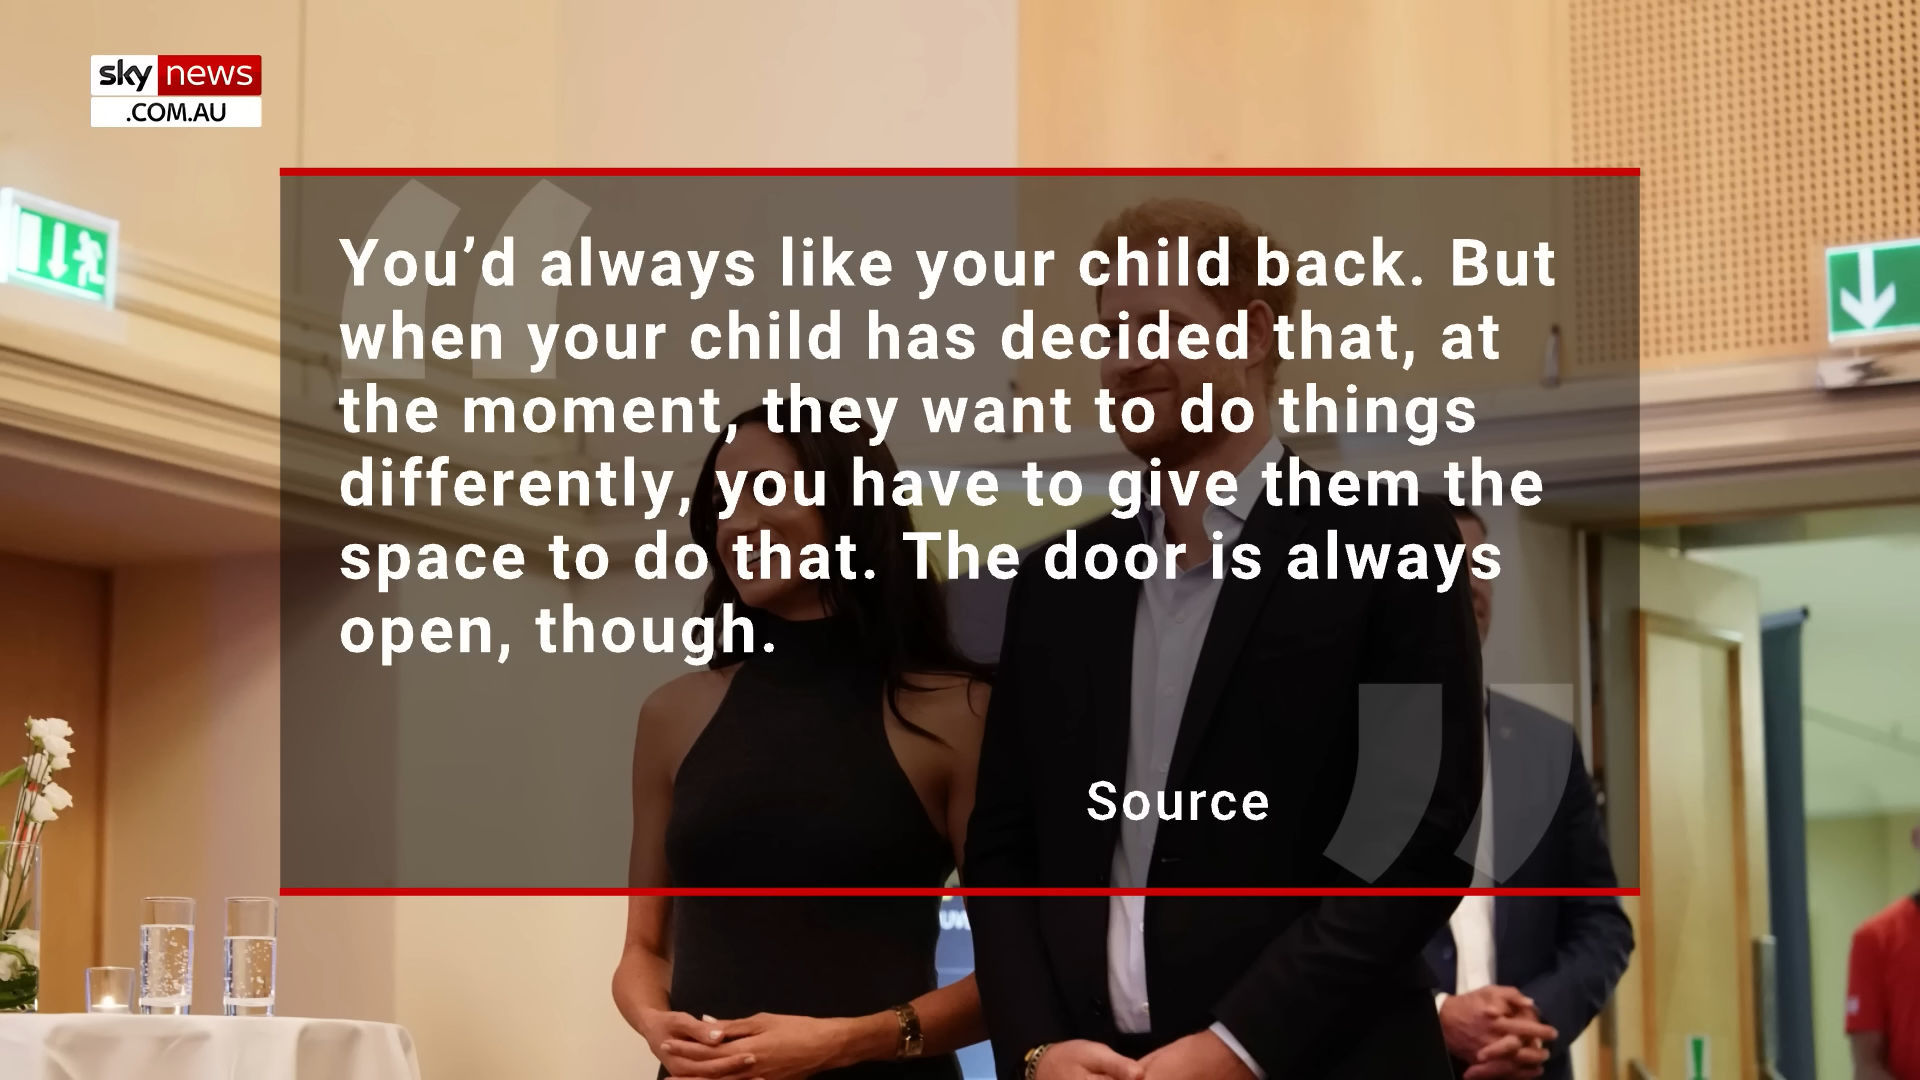 sky news
.COM.AU
You’d always like your child back. But
when your child has decided that, at
the moment, they want to do things
differently, you have to give them the
space to do that. The door is always
open, though.
Source